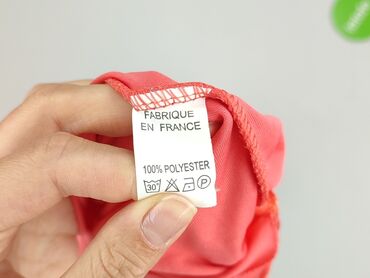 FABRIQUE
EN FRANCE
100% POLYESTER
30° P